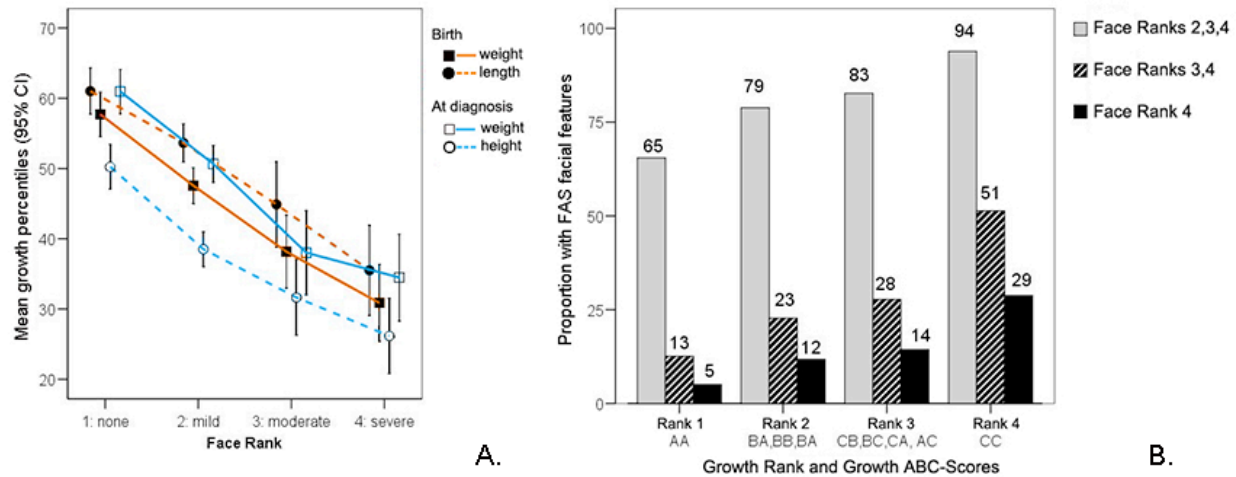 Mean growth percentiles (95% CI)
70
60
50
40
30
20
1: none
2: mild
3: moderate
4: severe
Face Rank
A.
Birth
weight
length
At diagnosis
weight
height
Proportion with FAS facial features
100
75
50
25
0
65
13
5
79
23
12
83
28
14
94
51
29
Rank 1
AA
Rank 2
BA,BB,BA
Rank 3
CB,BC,CA, AC
Rank 4
CC
Growth Rank and Growth ABC-Scores
Face Ranks 2,3,4
Face Ranks 3,4
Face Rank 4
B.